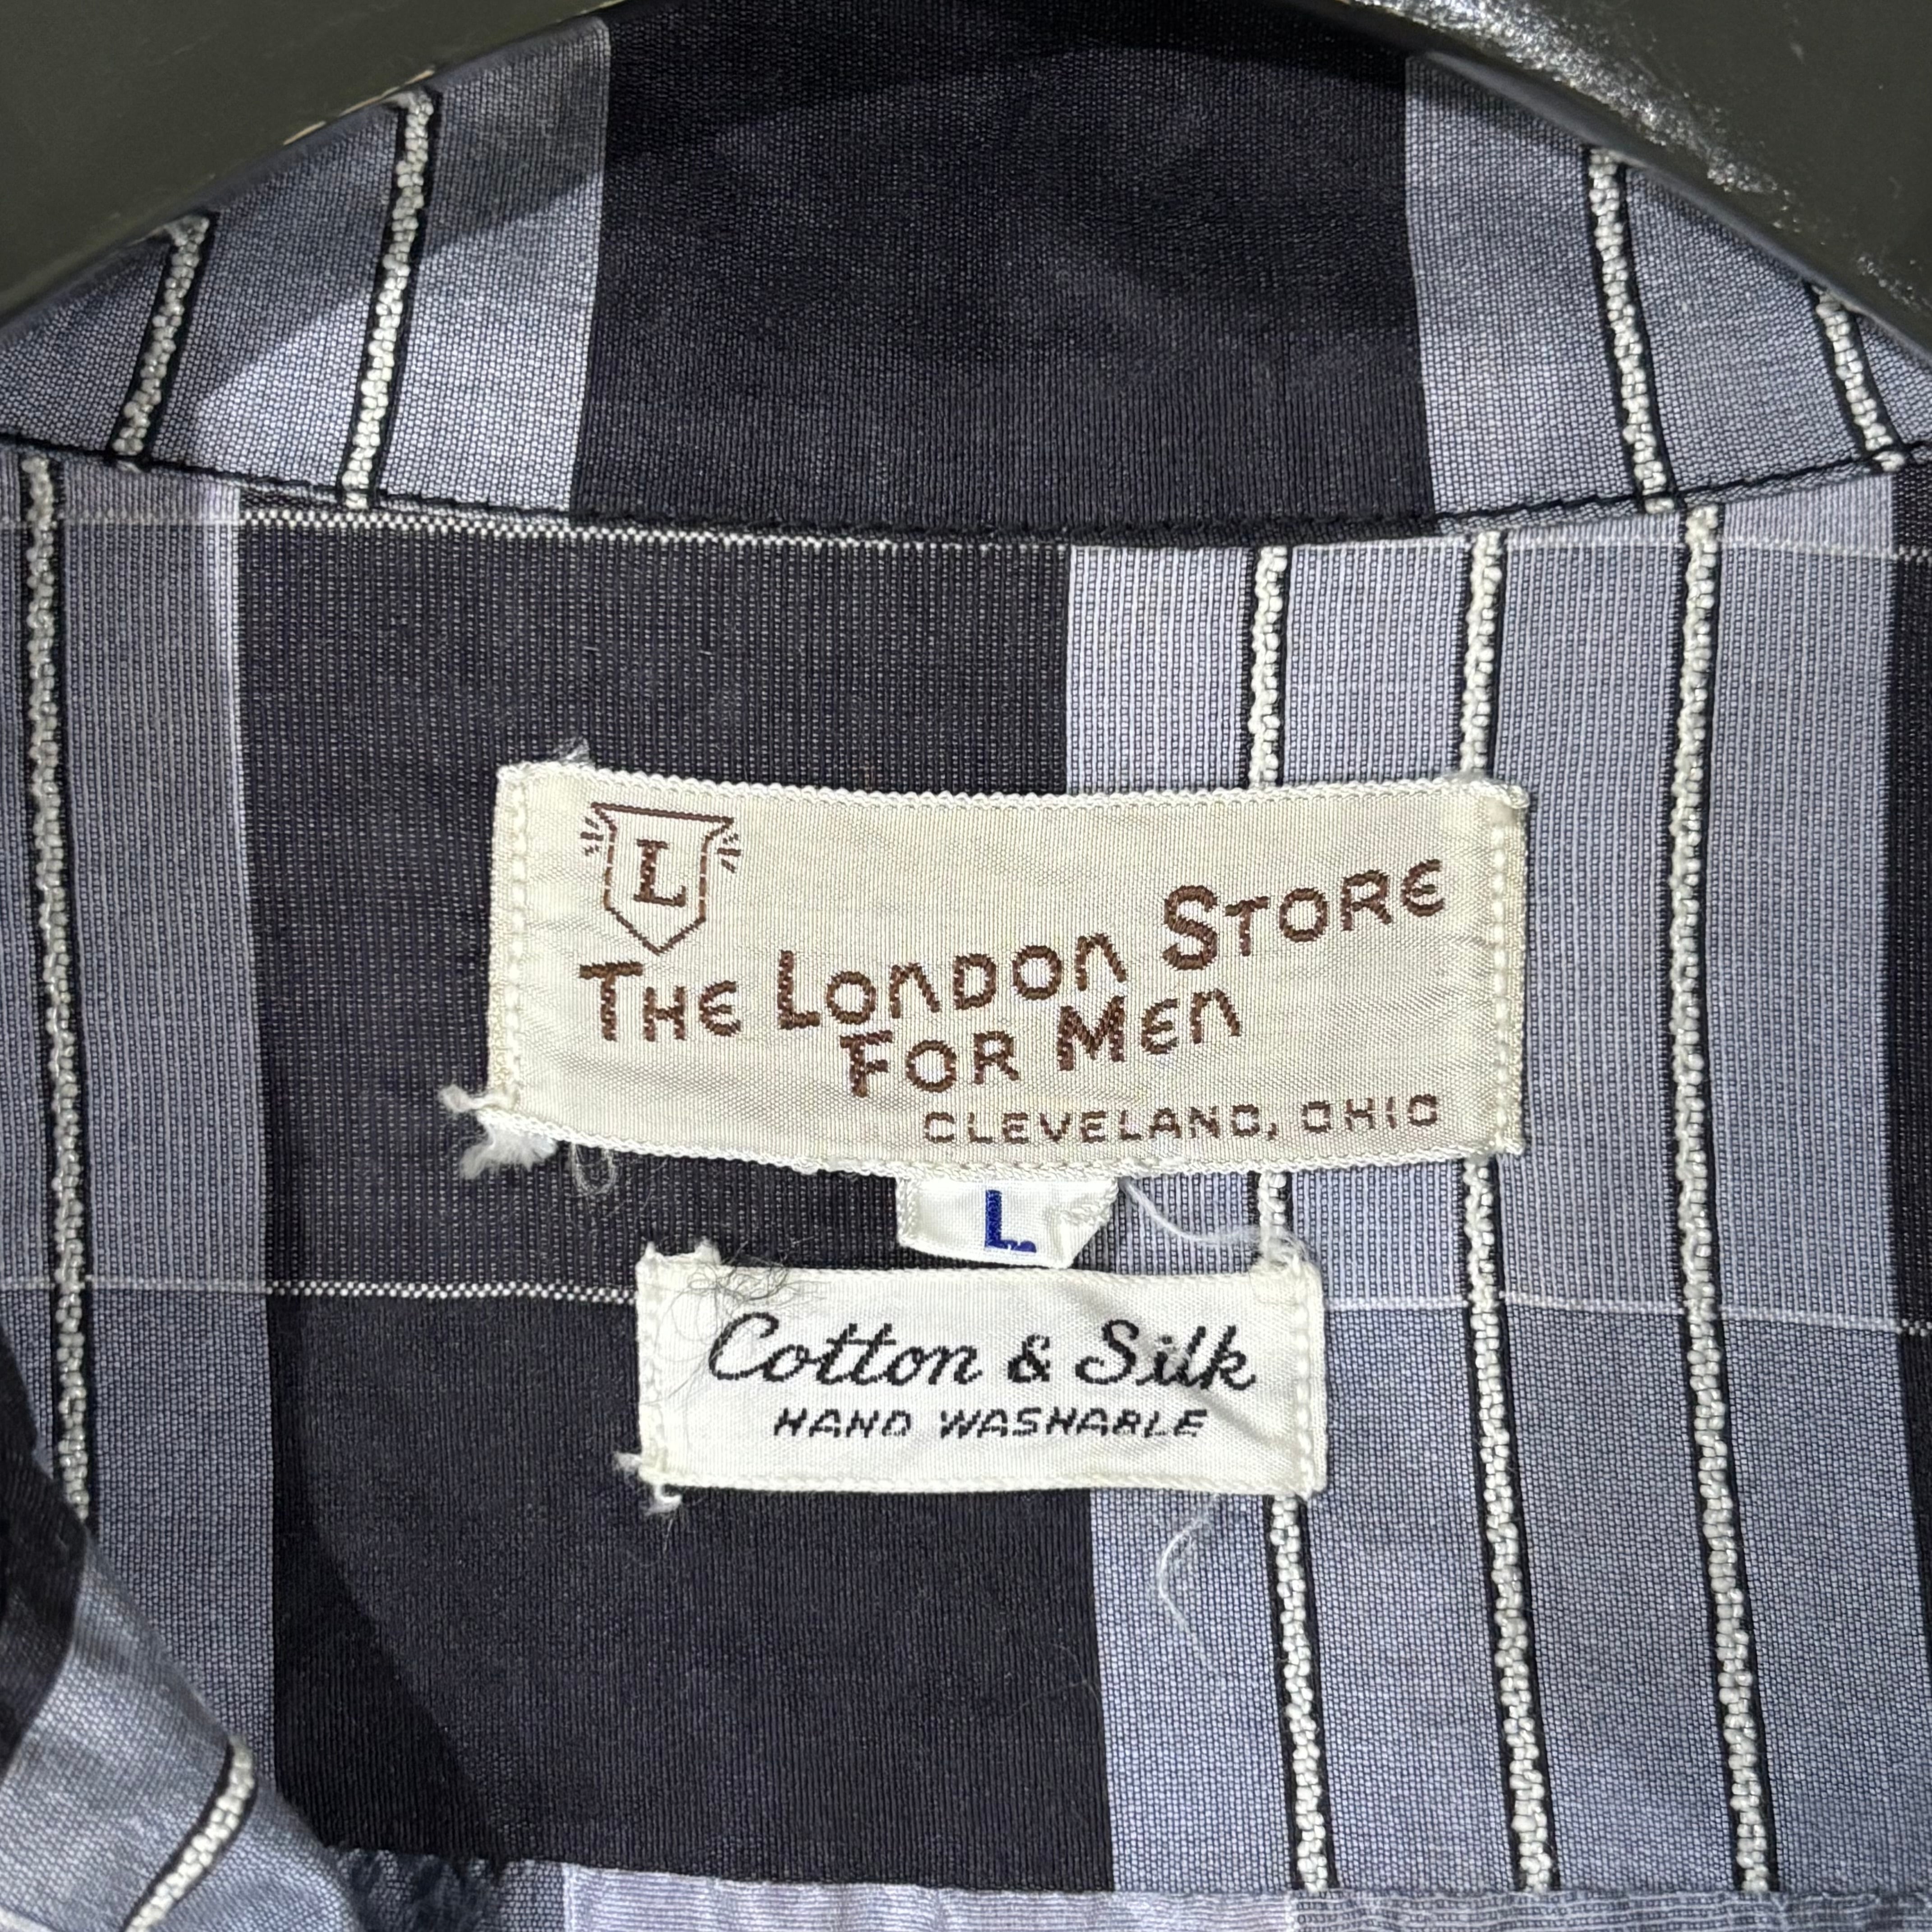 L
THE LONDON STORE
FOR MEN
CLEVELAND, OHIO
L
Cotton & Silk
HAND WASHABLE